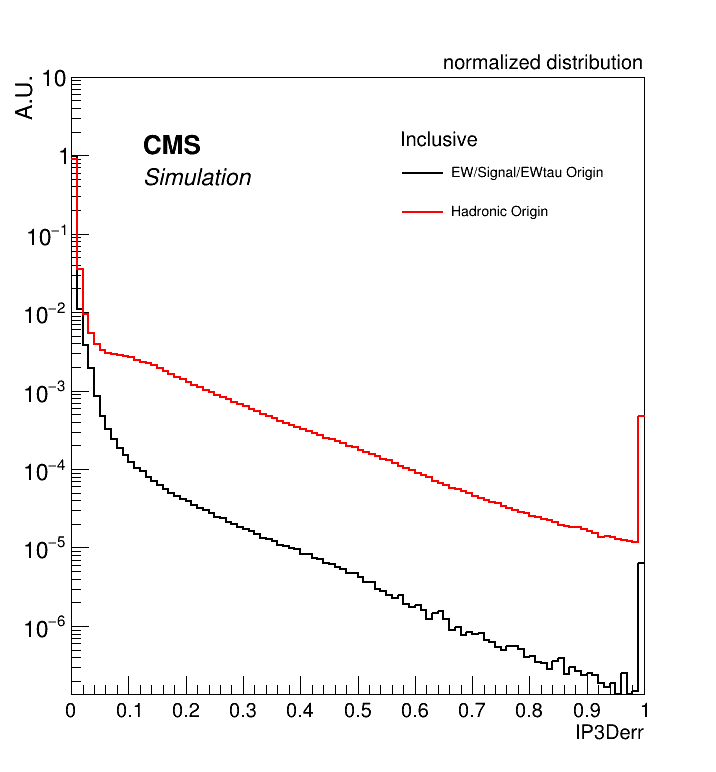 normalized distribution
A.U.
10
1
10⁻¹
10⁻²
10⁻³
10⁻⁴
10⁻⁵
10⁻⁶
CMS
Simulation
Inclusive
EW/Signal/EWtau Origin
Hadronic Origin
0 0.1 0.2 0.3 0.4 0.5 0.6 0.7 0.8 0.9 1
IP3Derr